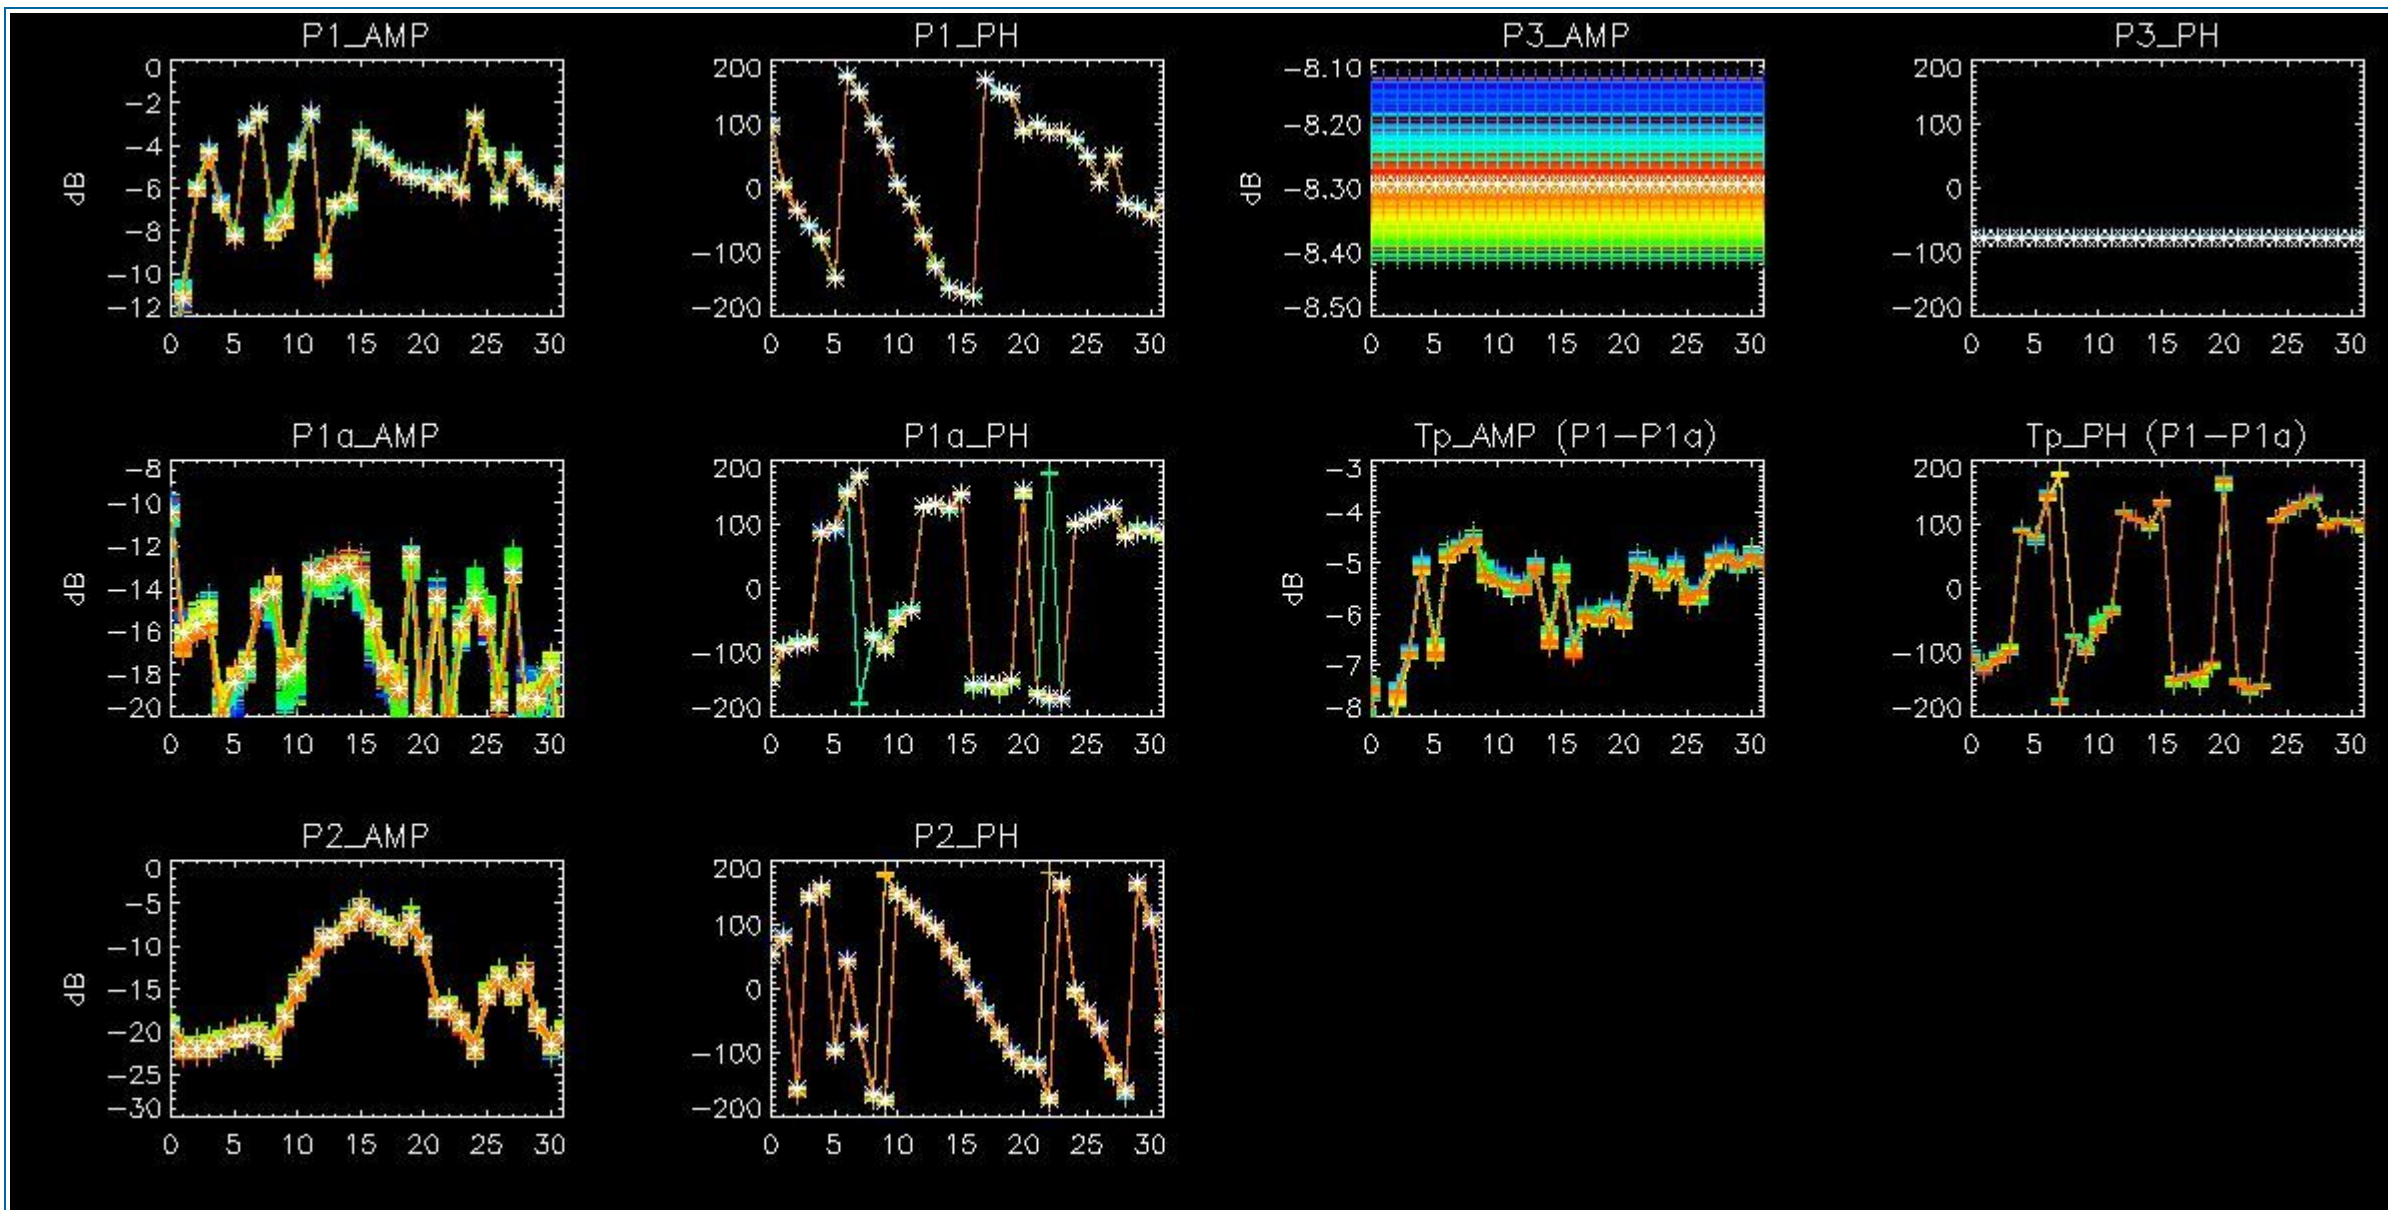 P1_AMP
P1_PH
P3_AMP
P3_PH
0
−2
−4
−6
−8
−10
−12
dB
0 5 10 15 20 25 30
200
100
0
−100
−200
0 5 10 15 20 25 30
−8.10
−8.20
−8.30
−8.40
−8.50
dB
0 5 10 15 20 25 30
200
100
0
−100
−200
0 5 10 15 20 25 30
P1a_AMP
P1a_PH
Tp_AMP (P1−P1a)
Tp_PH (P1−P1a)
−8
−10
−12
−14
−16
−18
−20
dB
0 5 10 15 20 25 30
200
100
0
−100
−200
0 5 10 15 20 25 30
−3
−4
−5
−6
−7
−8
dB
0 5 10 15 20 25 30
200
100
0
−100
−200
0 5 10 15 20 25 30
P2_AMP
P2_PH
0
−5
−10
−15
−20
−25
−30
dB
0 5 10 15 20 25 30
200
100
0
−100
−200
0 5 10 15 20 25 30